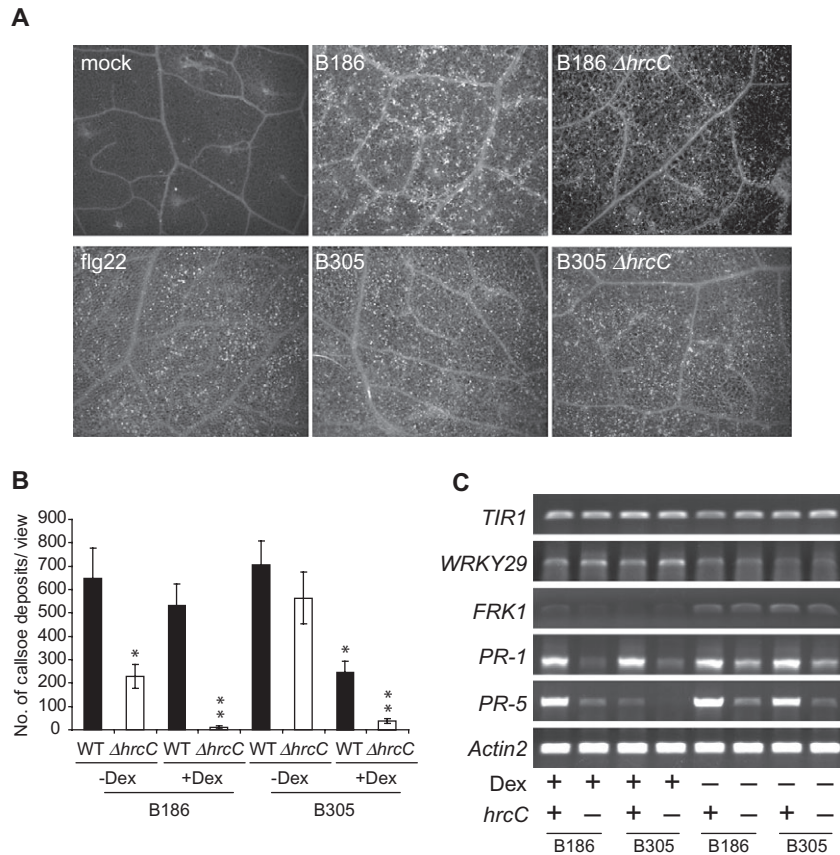 A
mock
B186
B186 ΔhrcC
flg22
B305
B305 ΔhrcC
B
No. of callsoe deposits/ view
900
800
700
600
500
400
300
200
100
0
*
* *
*
* *
WT ΔhrcC WT ΔhrcC WT ΔhrcC WT ΔhrcC
-Dex +Dex -Dex +Dex
B186 B305
C
TIR1
WRKY29
FRK1
PR-1
PR-5
Actin2
Dex + + + + − − − −
hrcC + − + − + − + −
B186 B305 B186 B305